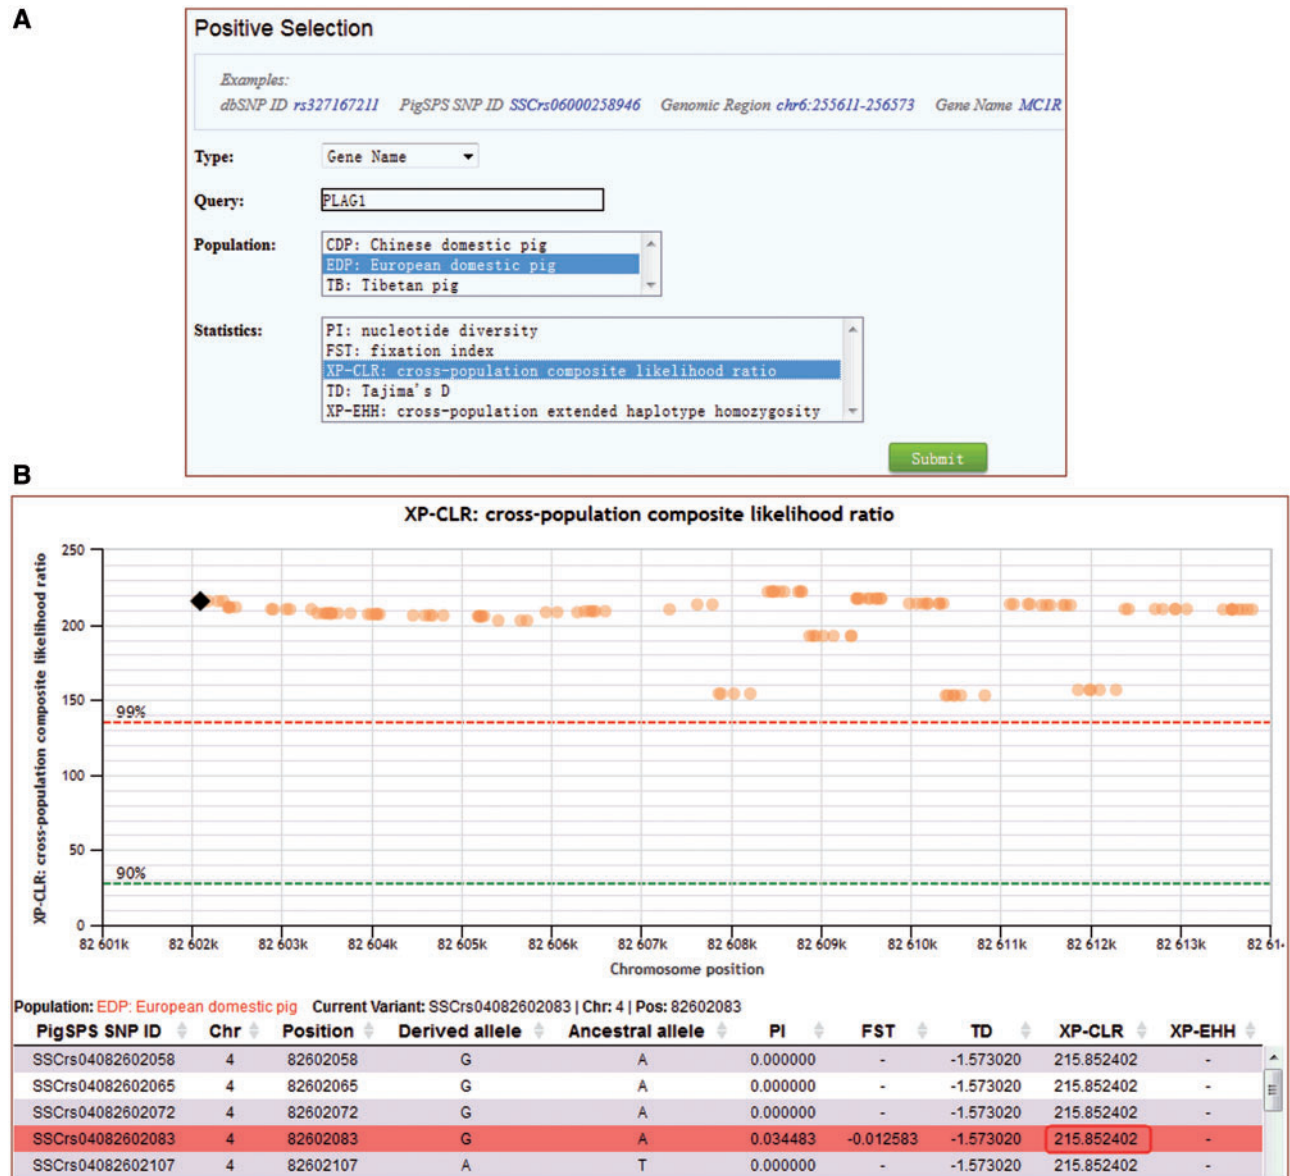 A
Positive Selection
Examples:
dbSNP ID rs327167211 PigSPS SNP ID SSCrs06000258946 Genomic Region chr6:255611-256573 Gene Name MC1R
Type: Gene Name
Query: PLAG1
Population: CDP: Chinese domestic pig
EDP: European domestic pig
TB: Tibetan pig
Statistics: PI: nucleotide diversity
FST: fixation index
XP-CLR: cross-population composite likelihood ratio
TD: Tajima's D
XP-EHH: cross-population extended haplotype homozygosity
Submit
B
XP-CLR: cross-population composite likelihood ratio
XP-CLR: cross-population composite likelihood ratio
250
200
150
99%
100
50
90%
0
82 601k 82 602k 82 603k 82 604k 82 605k 82 606k 82 607k 82 608k 82 609k 82 610k 82 611k 82 612k 82 613k 82 61
Chromosome position
Population: EDP: European domestic pig Current Variant: SSCrs04082602083 | Chr: 4 | Pos: 82602083
PigSPS SNP ID Chr Position Derived allele Ancestral allele PI FST TD XP-CLR XP-EHH
SSCrs04082602058 4 82602058 G A 0.000000 - -1.573020 215.852402 -
SSCrs04082602065 4 82602065 G A 0.000000 - -1.573020 215.852402 -
SSCrs04082602072 4 82602072 G A 0.000000 - -1.573020 215.852402 -
SSCrs04082602083 4 82602083 G A 0.034483 -0.012583 -1.573020 215.852402 -
SSCrs04082602107 4 82602107 A T 0.000000 - -1.573020 215.852402 -